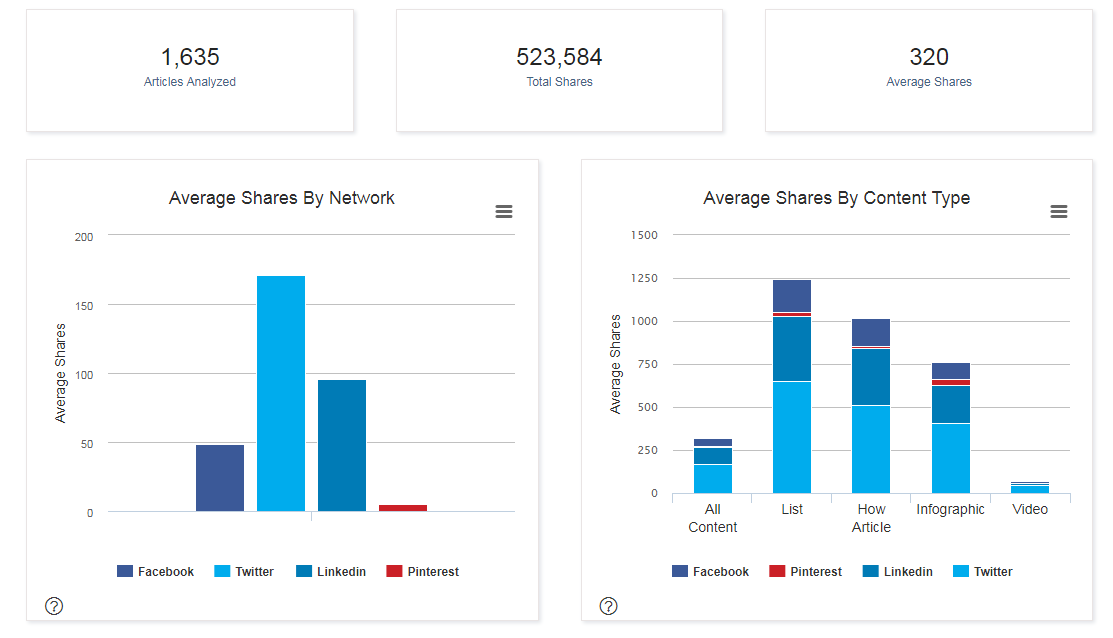 1,635
Articles Analyzed
523,584
Total Shares
320
Average Shares
Average Shares By Network
Average Shares
200
150
100
50
0
Facebook Twitter Linkedin Pinterest
?
Average Shares By Content Type
Average Shares
1500
1250
1000
750
500
250
0
All
Content
List
How
Article
Infographic
Video
Facebook Pinterest Linkedin Twitter
?